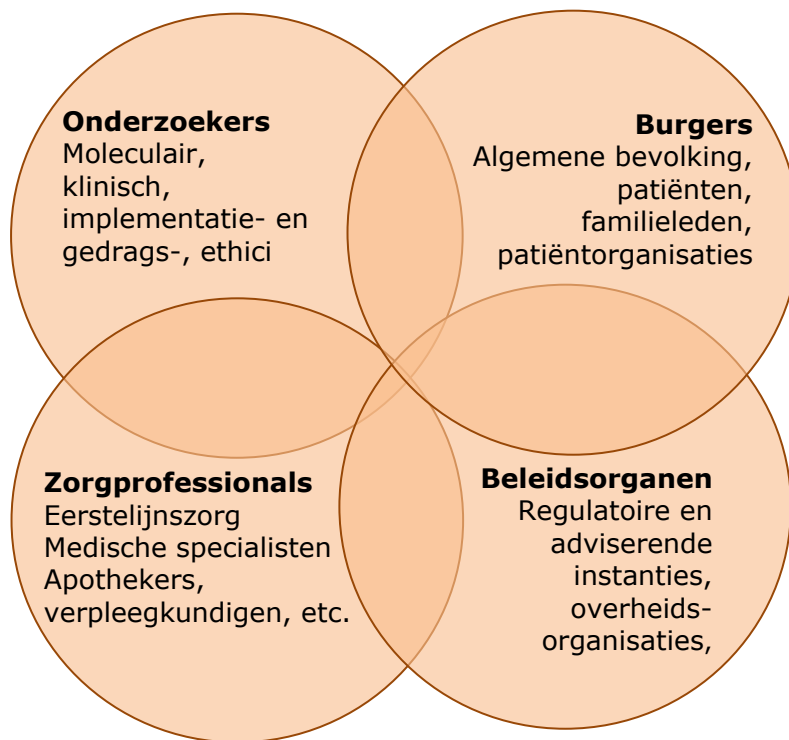 Onderzoekers
Moleculair,
klinisch,
implementatie- en
gedrags-, ethici
Burgers
Algemene bevolking,
patiënten,
familieleden,
patiëntorganisaties
Zorgprofessionals
Eerstelijnszorg
Medische specialisten
Apothekers,
verpleegkundigen, etc.
Beleidsorganen
Regulatoire en
adviserende
instanties,
overheids-
organisaties,